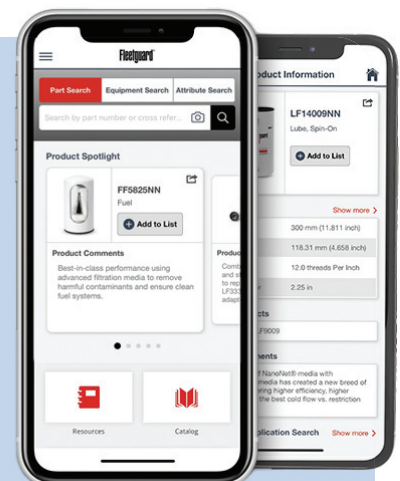 Fleetguard
Part Search
Equipment Search
Attribute Search
Search by part number or cross refer...
Product Spotlight
FF5825NN
Fuel
Add to List
Product Comments
Best-in-class performance using
advanced filtration media to remove
harmful contaminants and ensure clean
fuel systems.
Resources
Catalog
Information
LF14009NN
Lube, Spin-On
Add to List
Show more >
300 mm (11.811 inch)
118.31 mm (4.658 inch)
12.0 threads Per Inch
2.25 in
LF9009
NanoNet® media with
media has created a new breed of
higher efficiency, higher
the best cold flow vs. restriction
Search
Show more >